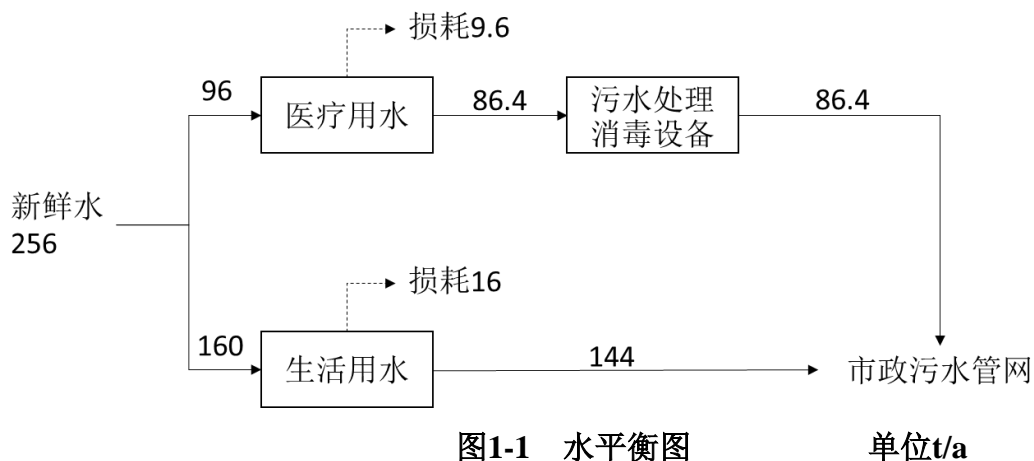 损耗9.6
96
医疗用水
86.4
污水处理
消毒设备
86.4
新鲜水
256
损耗16
160
生活用水
144
市政污水管网
图1-1 水平衡图 单位t/a